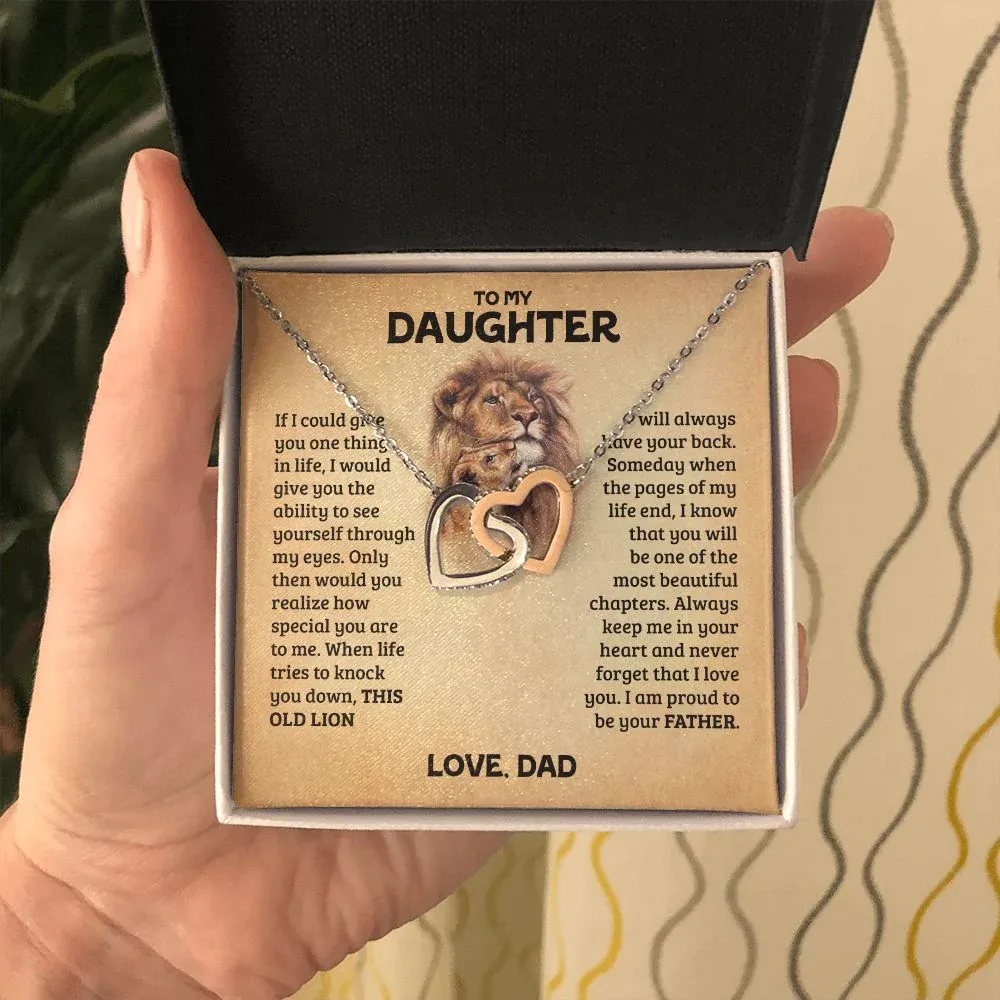 TO MY
DAUGHTER
If I could give
you one thing
in life, I would
give you the
ability to see
yourself through
my eyes. Only
then would you
realize how
special you are
to me. When life
tries to knock
you down, THIS
OLD LION
will always
have your back.
Someday when
the pages of my
life end, I know
that you will
be one of the
most beautiful
chapters. Always
keep me in your
heart and never
forget that I love
you. I am proud to
be your FATHER.
LOVE, DAD